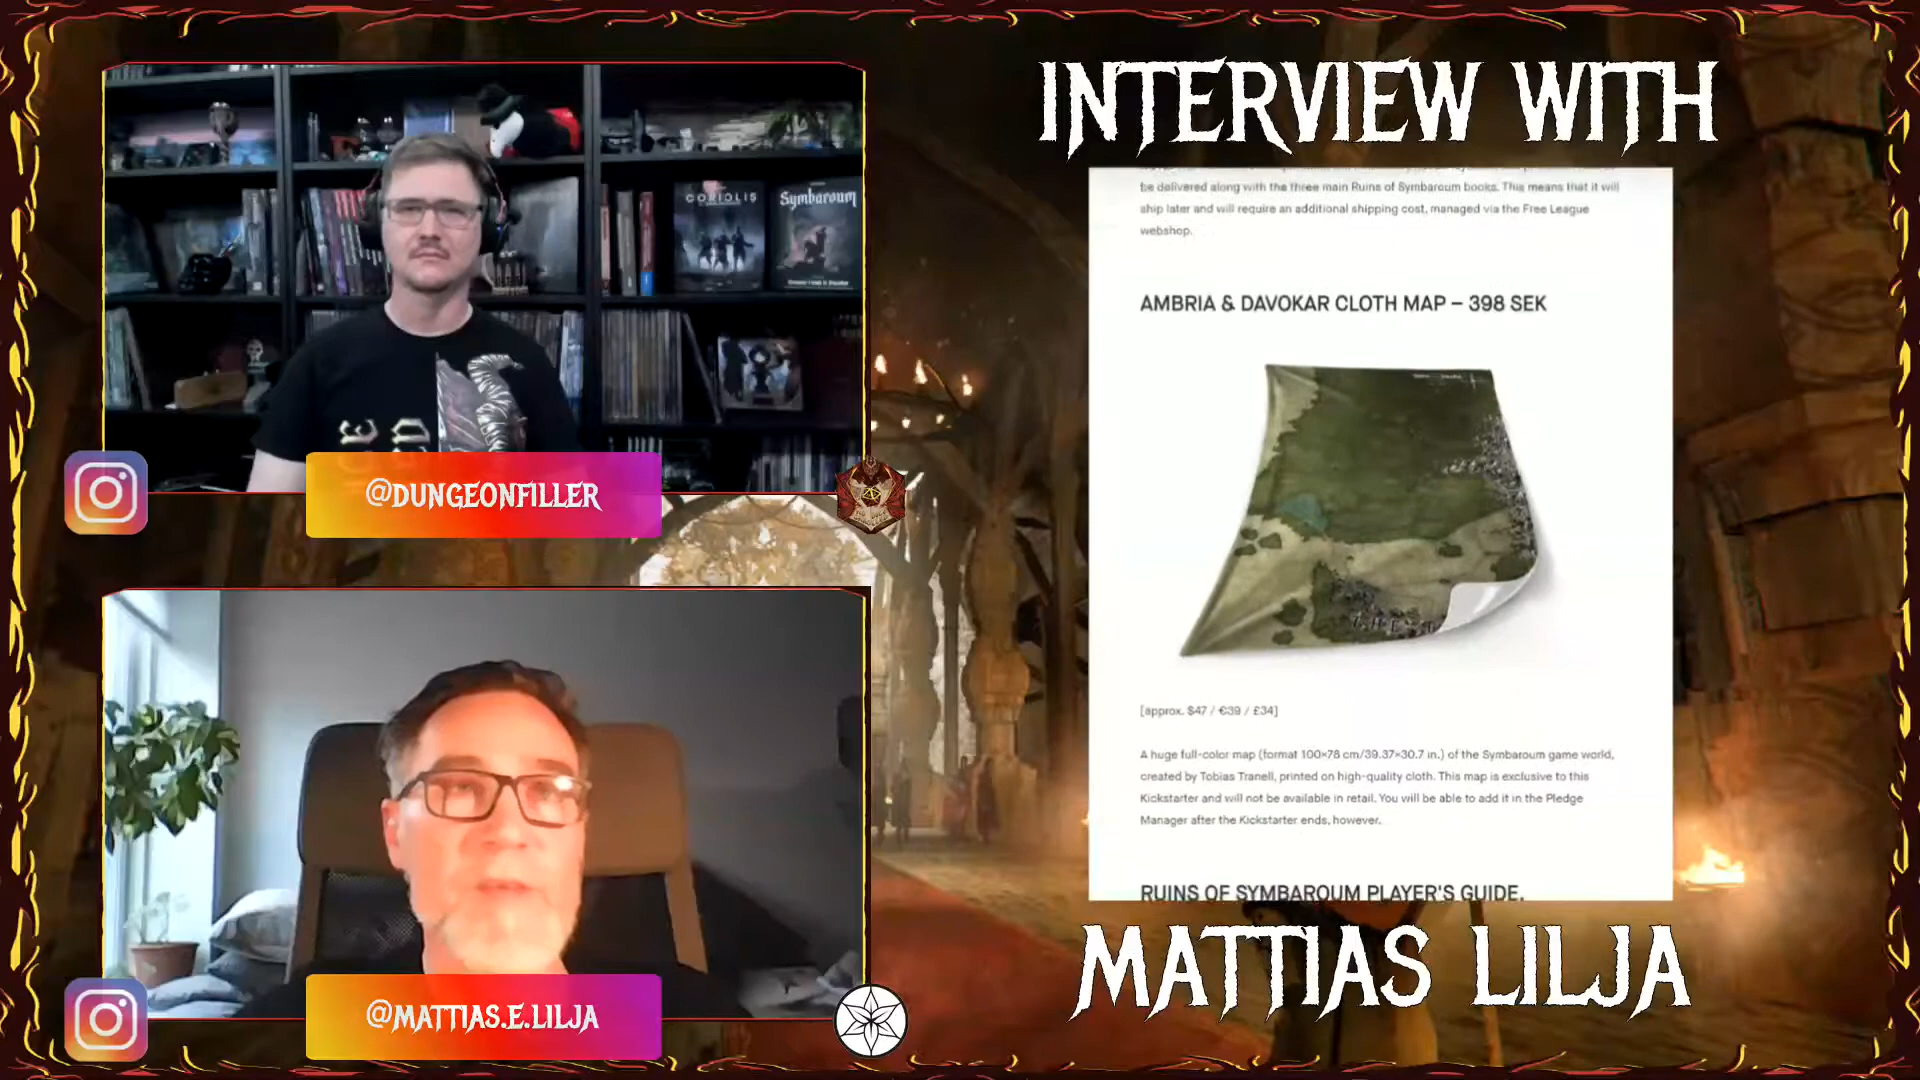 INTERVIEW WITH
CORIOLIS
Symbaroum
@DUNGEONFILLER
@MATTIAS.E.LILJA
be delivered along with the three main Ruins of Symbaroum books. This means that it will
ship later and will require an additional shipping cost, managed via the Free League
webshop.
AMBRIA & DAVOKAR CLOTH MAP – 398 SEK
[approx. $47 / €39 / £34]
A huge full-color map (format 100×78 cm/39.37×30.7 in.) of the Symbaroum game world,
created by Tobias Tranell, printed on high-quality cloth. This map is exclusive to this
Kickstarter and will not be available in retail. You will be able to add it in the Pledge
Manager after the Kickstarter ends, however.
RUINS OF SYMBAROUM PLAYER'S GUIDE,
MATTIAS LILJA